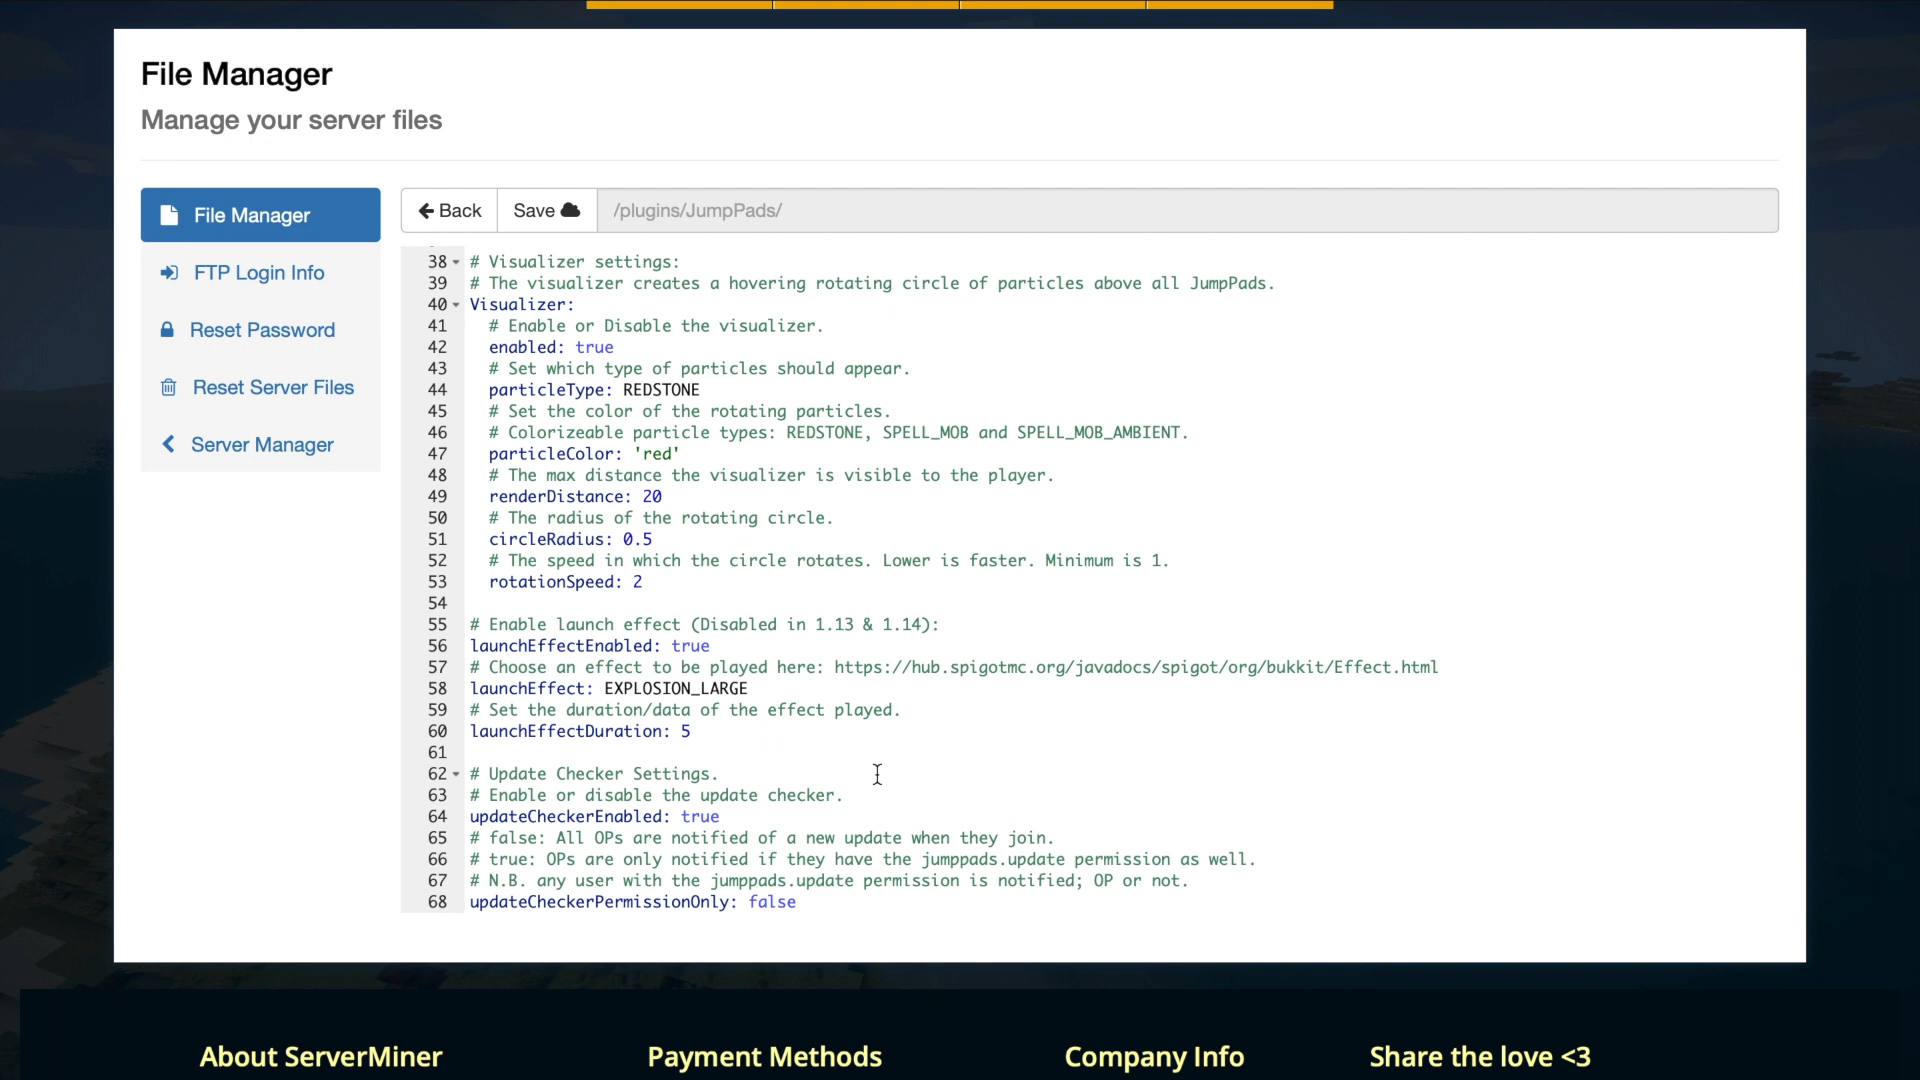 File Manager
Manage your server files
File Manager
FTP Login Info
Reset Password
Reset Server Files
Server Manager
Back
Save
/plugins/JumpPads/
38 # Visualizer settings:
39 # The visualizer creates a hovering rotating circle of particles above all JumpPads.
40 Visualizer:
41 # Enable or Disable the visualizer.
42 enabled: true
43 # Set which type of particles should appear.
44 particleType: REDSTONE
45 # Set the color of the rotating particles.
46 # Colorizeable particle types: REDSTONE, SPELL_MOB and SPELL_MOB_AMBIENT.
47 particleColor: 'red'
48 # The max distance the visualizer is visible to the player.
49 renderDistance: 20
50 # The radius of the rotating circle.
51 circleRadius: 0.5
52 # The speed in which the circle rotates. Lower is faster. Minimum is 1.
53 rotationSpeed: 2
54
55 # Enable launch effect (Disabled in 1.13 & 1.14):
56 launchEffectEnabled: true
57 # Choose an effect to be played here: https://hub.spigotmc.org/javadocs/spigot/org/bukkit/Effect.html
58 launchEffect: EXPLOSION_LARGE
59 # Set the duration/data of the effect played.
60 launchEffectDuration: 5
61
62 # Update Checker Settings.
63 # Enable or disable the update checker.
64 updateCheckerEnabled: true
65 # false: All OPs are notified of a new update when they join.
66 # true: OPs are only notified if they have the jumppads.update permission as well.
67 # N.B. any user with the jumppads.update permission is notified; OP or not.
68 updateCheckerPermissionOnly: false
About ServerMiner
Payment Methods
Company Info
Share the love <3